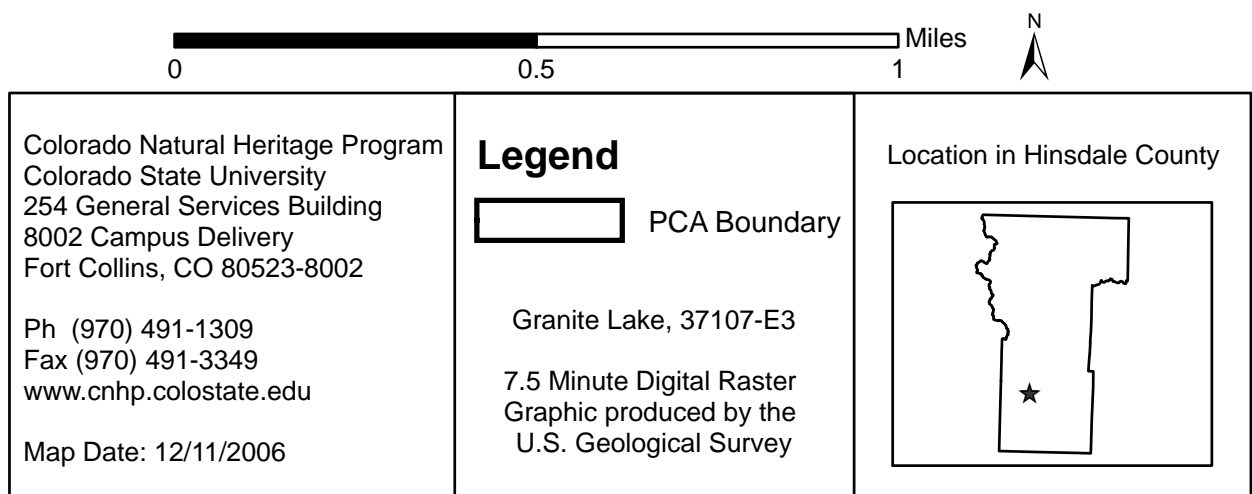 Miles
N
0
0.5
1
Colorado Natural Heritage Program
Colorado State University
254 General Services Building
8002 Campus Delivery
Fort Collins, CO 80523-8002
Ph (970) 491-1309
Fax (970) 491-3349
www.cnhp.colostate.edu
Map Date: 12/11/2006
Legend
PCA Boundary
Granite Lake, 37107-E3
7.5 Minute Digital Raster
Graphic produced by the
U.S. Geological Survey
Location in Hinsdale County